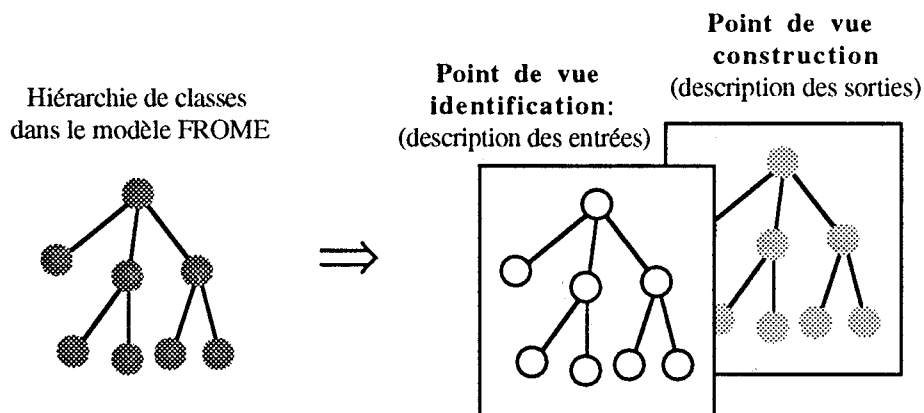 Hiérarchie de classes
dans le modèle FROME
Point de vue
identification:
(description des entrées)
Point de vue
construction
(description des sorties)